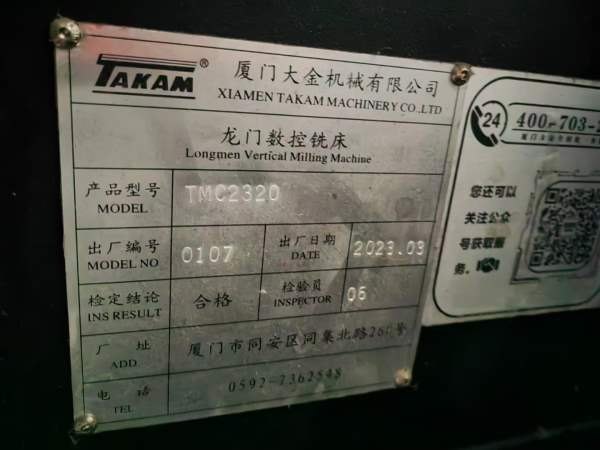 TAKAM®
厦门大金机械有限公司
XIAMEN TAKAM MACHINERY CO.,LTD
龙门数控铣床
Longmen Vertical Milling Machine
产品型号 TMC2320
MODEL
出厂编号 0107 出厂日期 2023.03
MODEL NO DATE
检定结论 合格 检验员 06
INS RESULT INSPECTOR
厂 址 厦门市同安区同集北路26 号
ADD
电 话 0592-7362548
TEL
24 400-703-
您还可以
关注公众
号获取服
务。